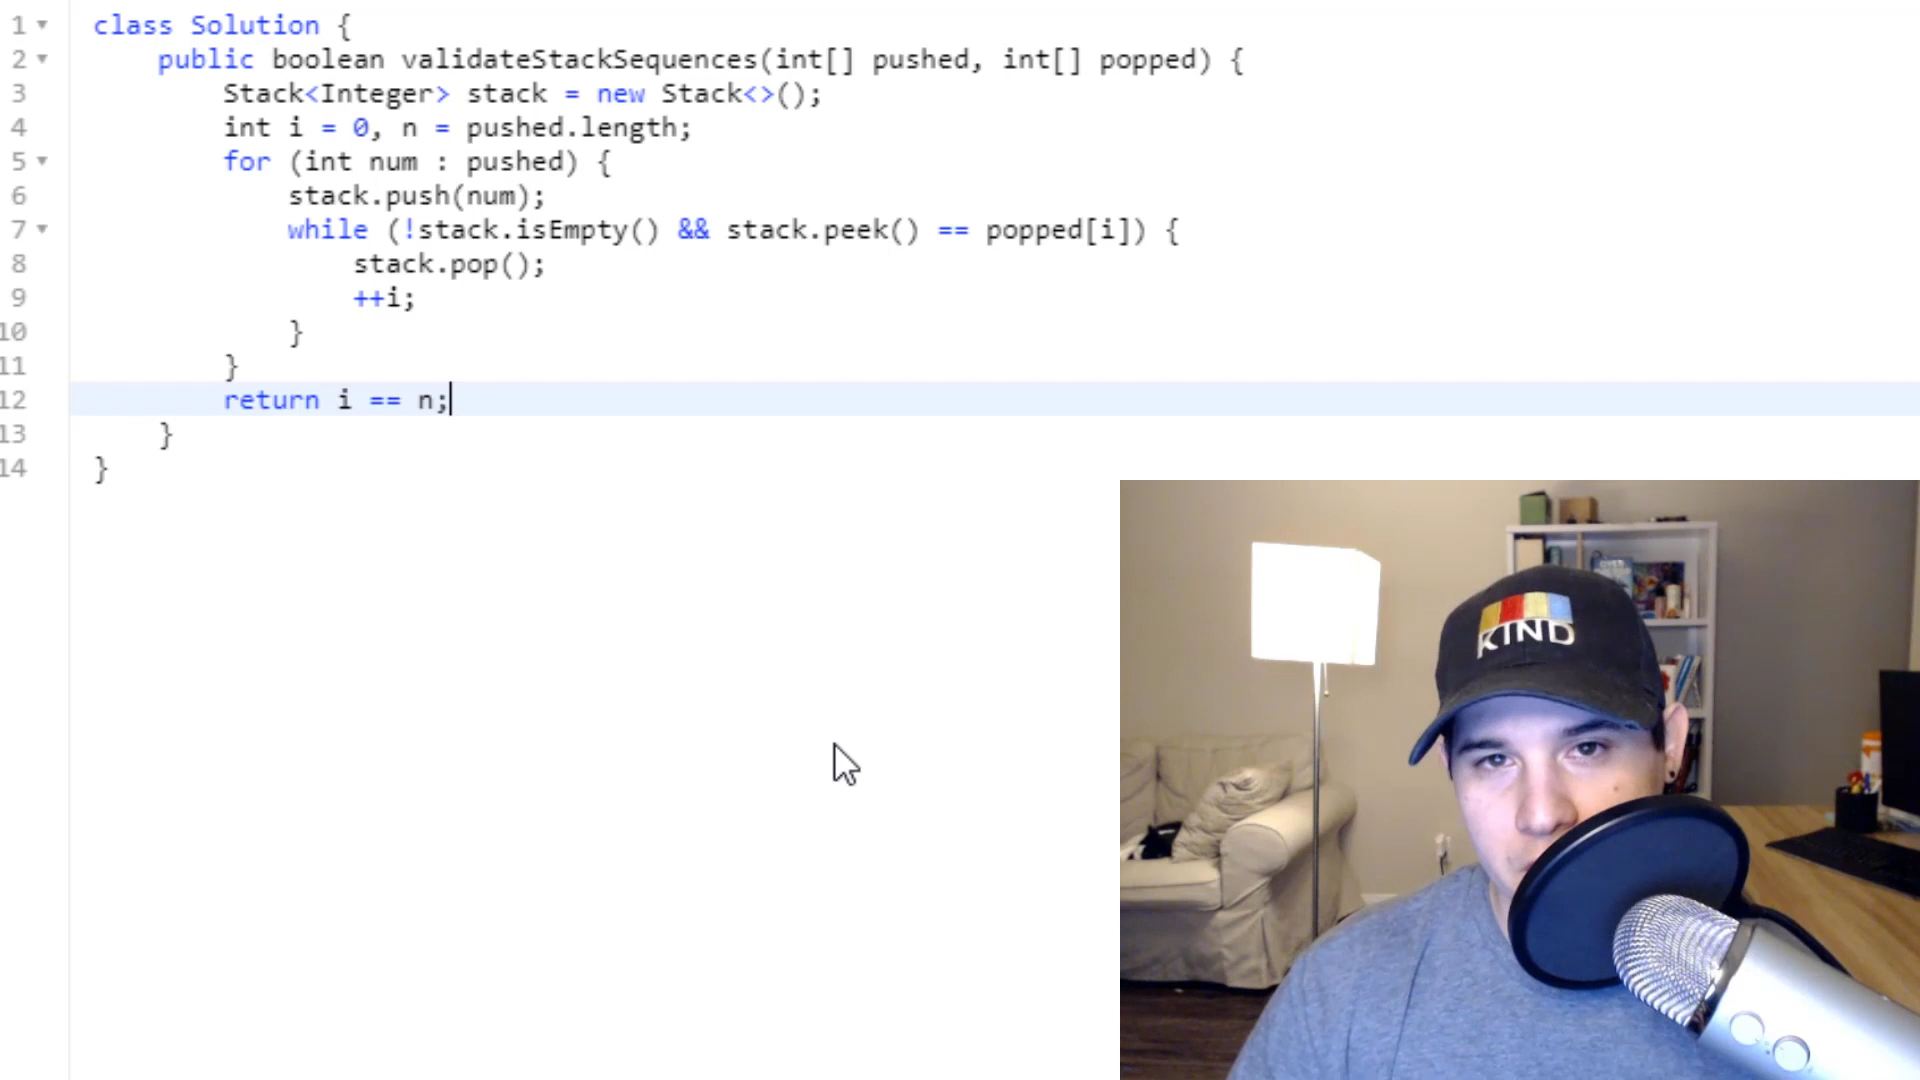 1 class Solution {
2 public boolean validateStackSequences(int[] pushed, int[] popped) {
3 Stack<Integer> stack = new Stack<>();
4 int i = 0, n = pushed.length;
5 for (int num : pushed) {
6 stack.push(num);
7 while (!stack.isEmpty() && stack.peek() == popped[i]) {
8 stack.pop();
9 ++i;
10 }
11 }
12 return i == n;
13 }
14 }
KIND